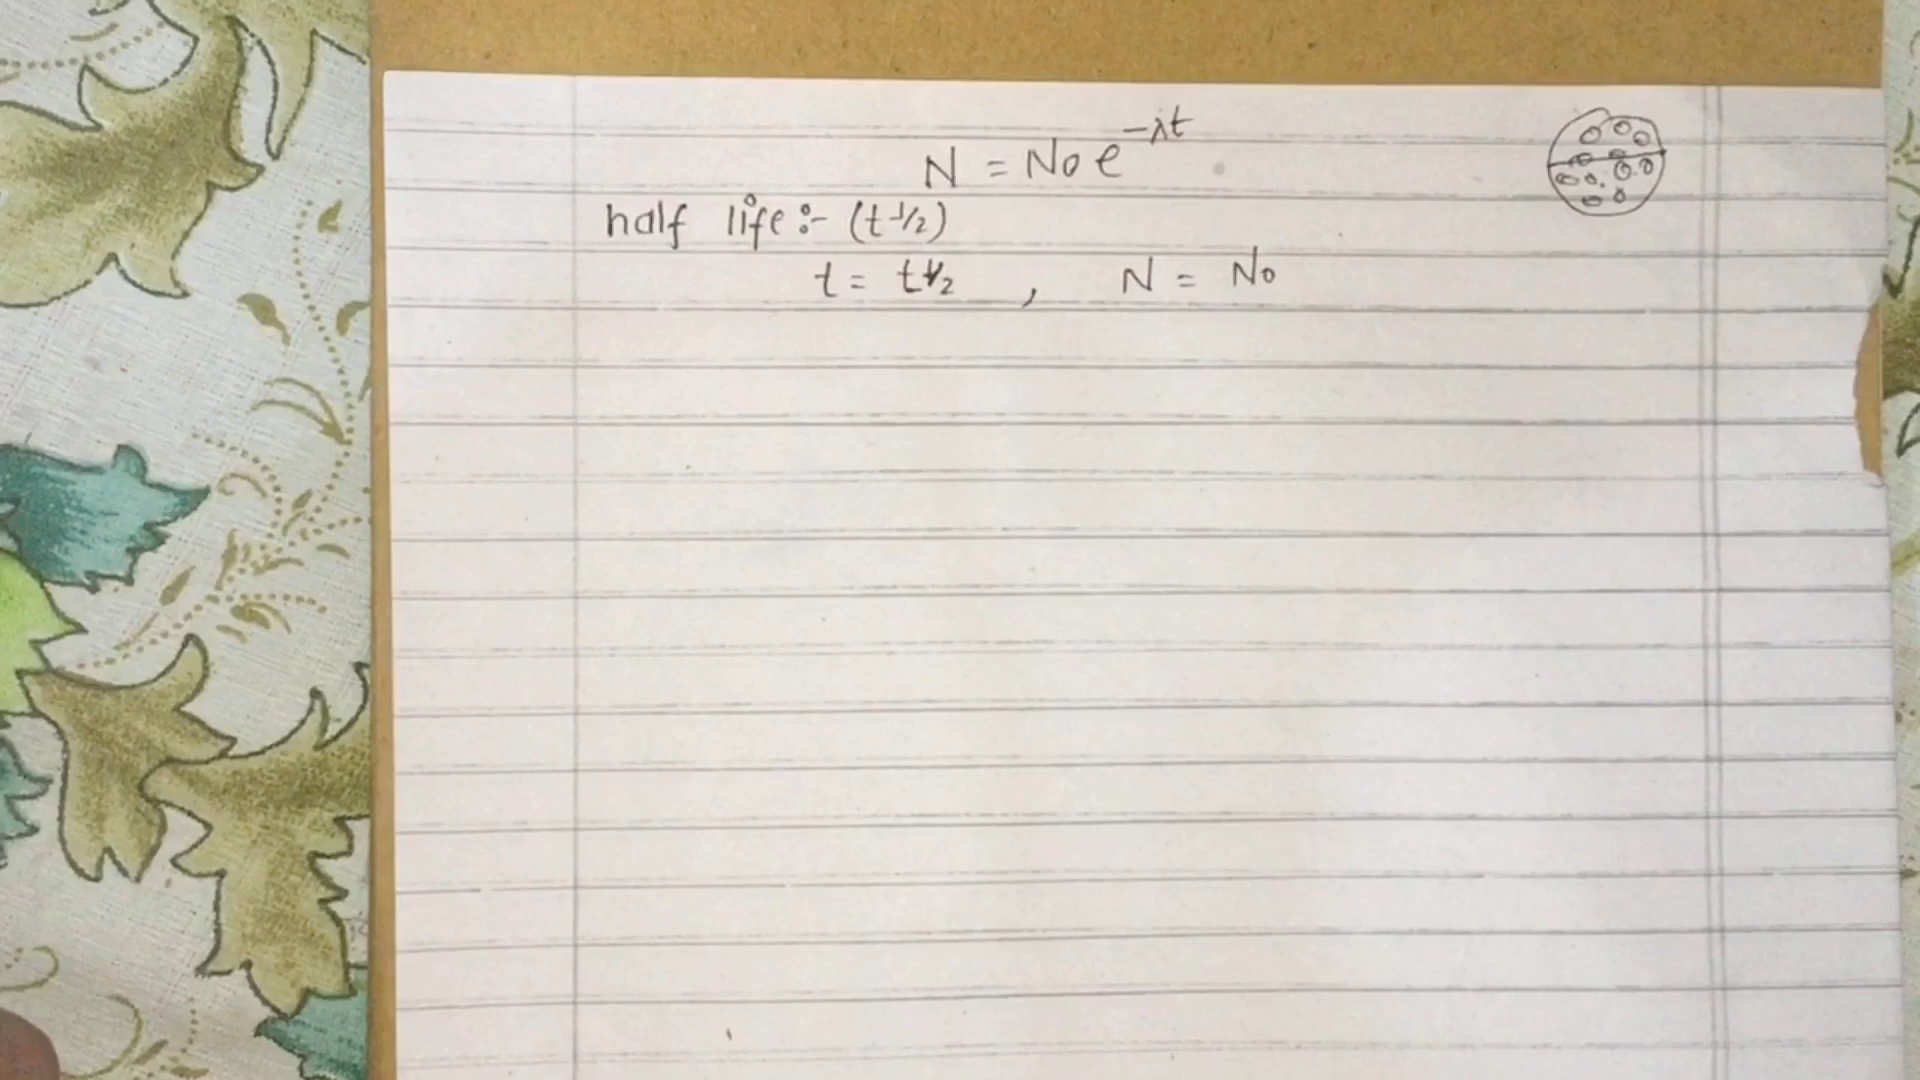 N = N₀ e^-λt
half life :- (t 1/2)
t = t 1/2 , N = N₀